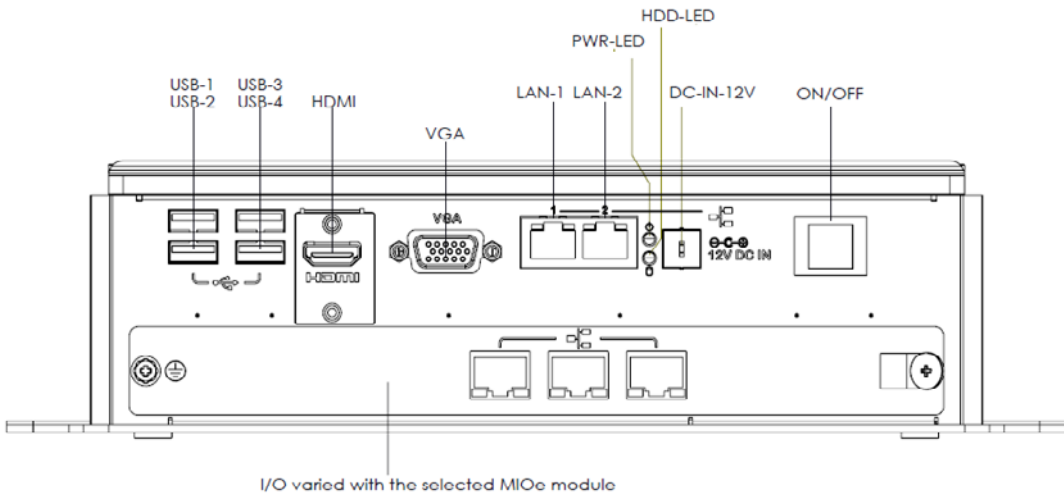 HDD-LED
PWR-LED
USB-1 USB-3
USB-2 USB-4 HDMI
LAN-1 LAN-2 DC-IN-12V ON/OFF
VGA
1 2
VGA
12V DC IN
HDMI
I/O varied with the selected MIOe module